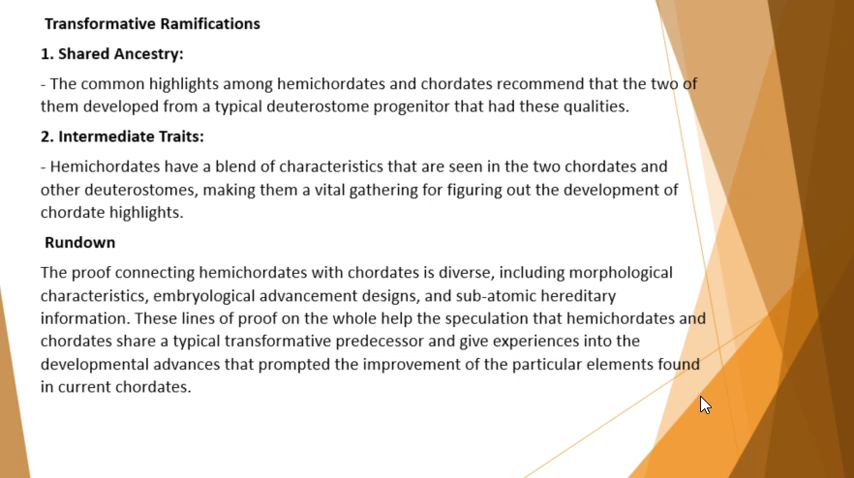 Transformative Ramifications
1. Shared Ancestry:
- The common highlights among hemichordates and chordates recommend that the two of
them developed from a typical deuterostome progenitor that had these qualities.
2. Intermediate Traits:
- Hemichordates have a blend of characteristics that are seen in the two chordates and
other deuterostomes, making them a vital gathering for figuring out the development of
chordate highlights.
Rundown
The proof connecting hemichordates with chordates is diverse, including morphological
characteristics, embryological advancement designs, and sub-atomic hereditary
information. These lines of proof on the whole help the speculation that hemichordates and
chordates share a typical transformative predecessor and give experiences into the
developmental advances that prompted the improvement of the particular elements found
in current chordates.